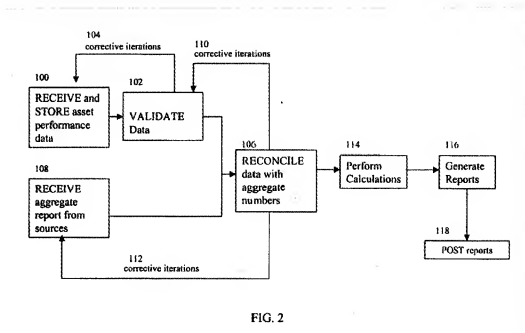 104
corrective iterations
110
corrective iterations
100
102
RECEIVE and
STORE asset
performance
data
VALIDATE
Data
106
RECONCILE
data with
aggregate
numbers
114
Perform
Calculations
116
Generate
Reports
108
RECEIVE
aggregate
report from
sources
118
POST reports
112
corrective iterations
FIG. 2